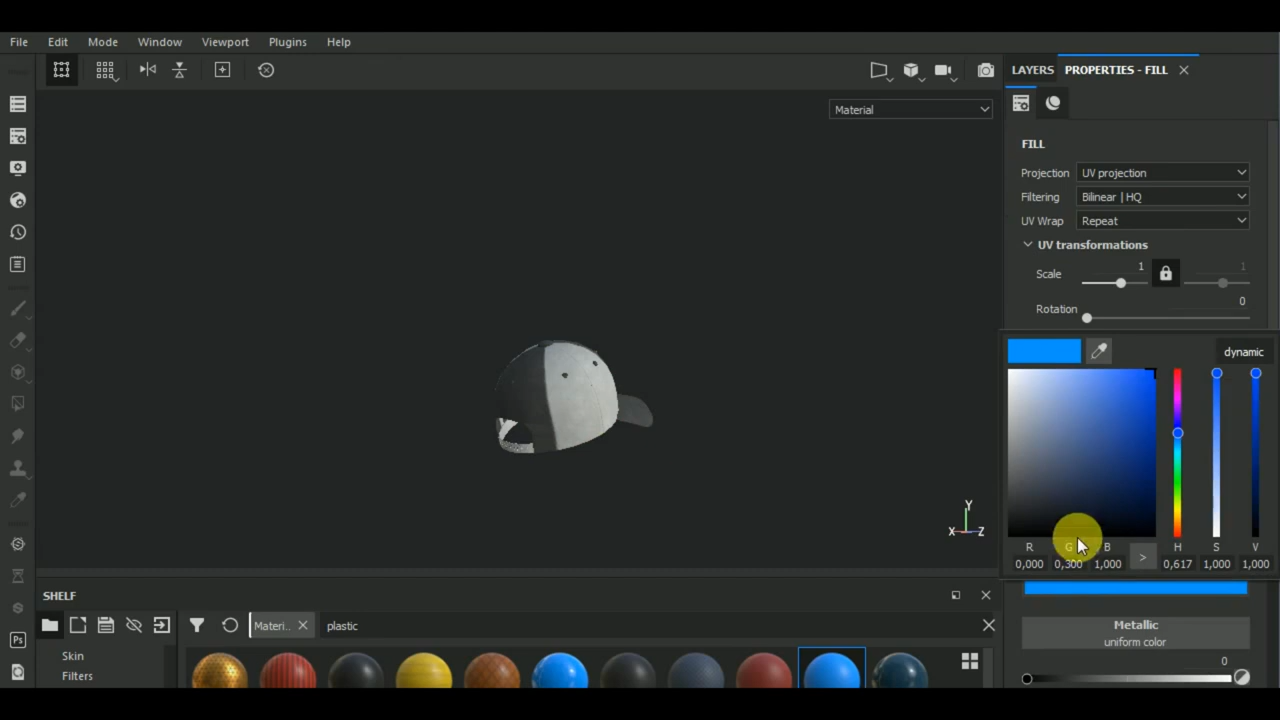 File Edit Mode Window Viewport Plugins Help
LAYERS PROPERTIES - FILL
Material
FILL
Projection UV projection
Filtering Bilinear | HQ
UV Wrap Repeat
UV transformations
Scale 1 1
Rotation 0
dynamic
Y
X Z
R G B > H S V
0,000 0,300 1,000 0,617 1,000 1,000
SHELF
Materi.. plastic
Metallic
uniform color
Skin
Filters
0
Ps